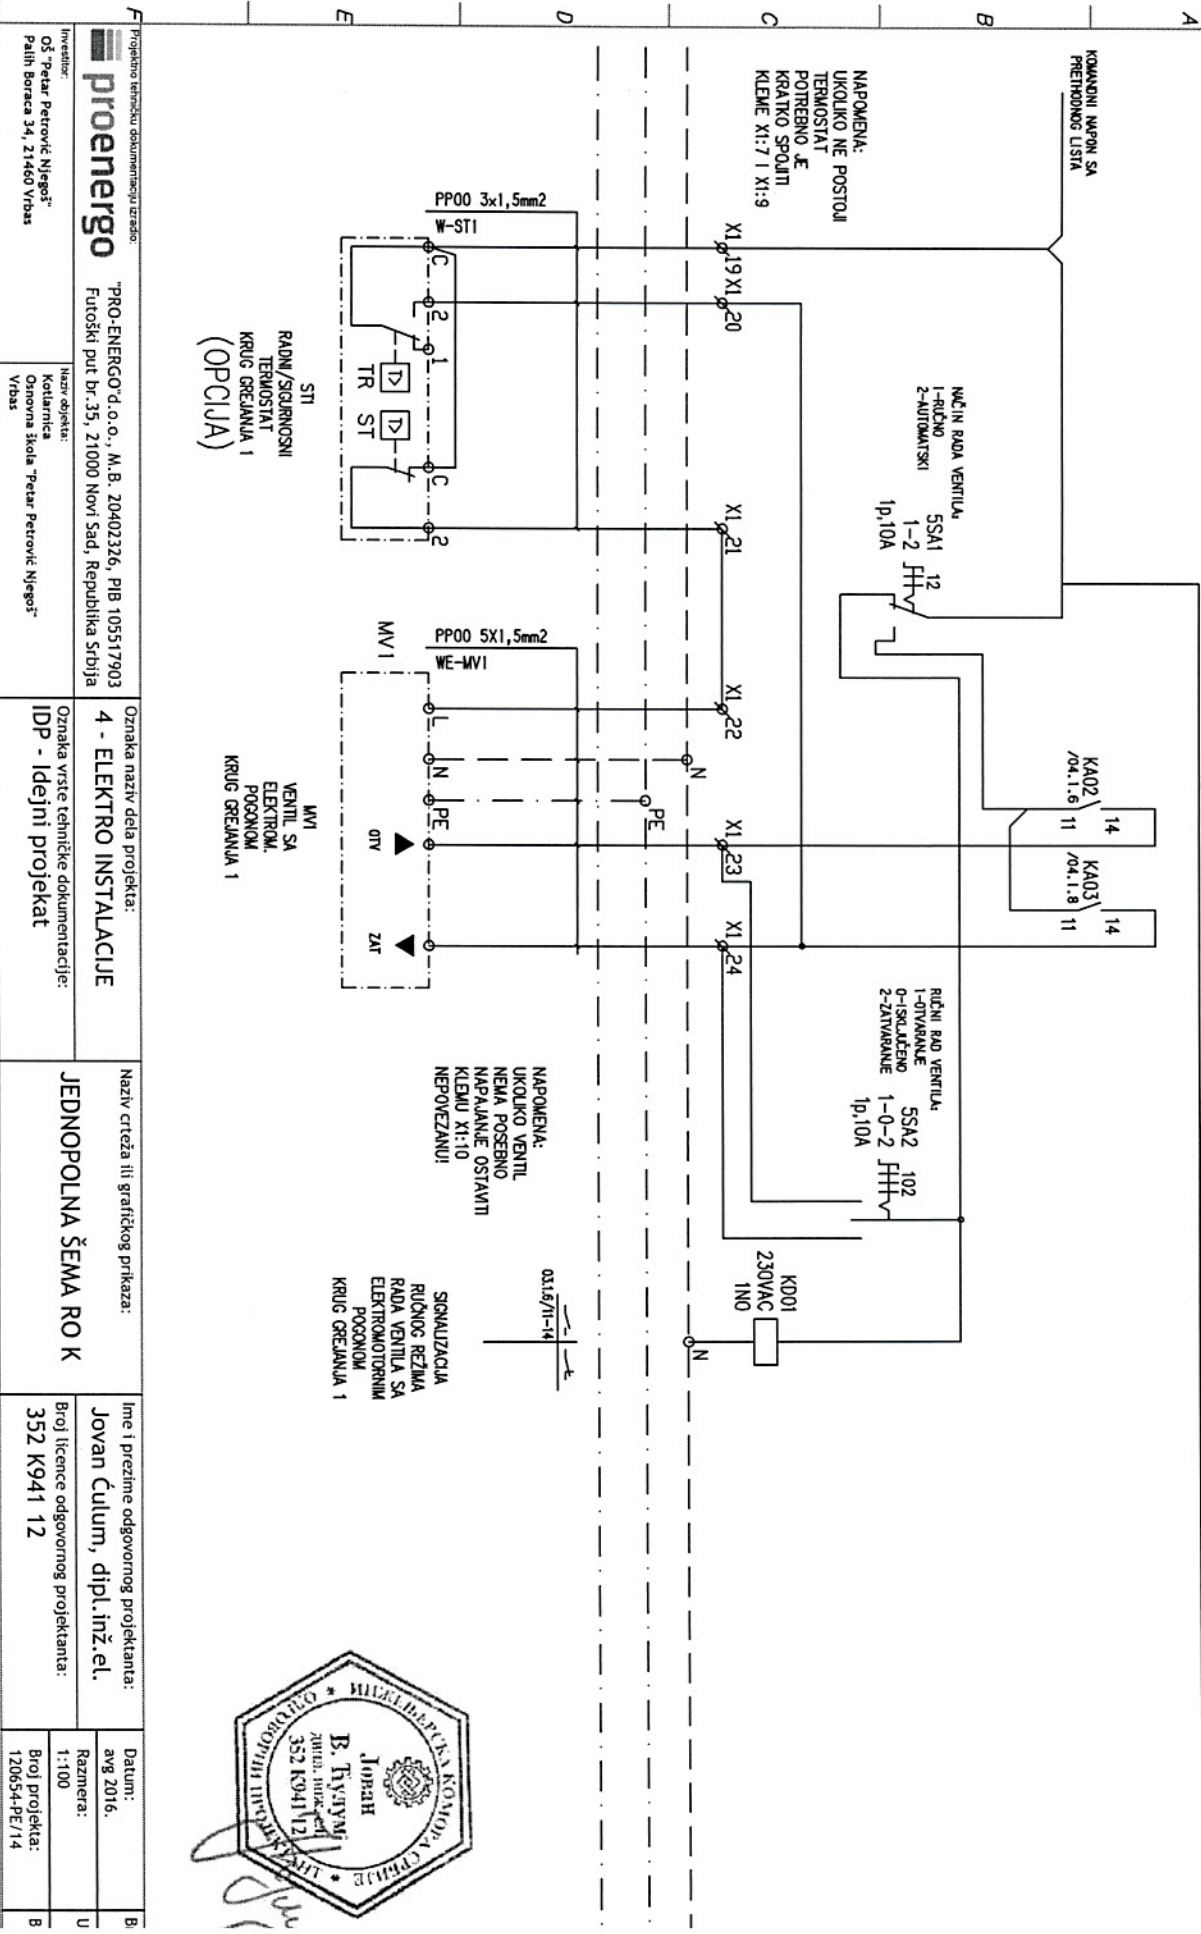 A
B
C
D
E
F
KOMANDNI NAPON SA
PRETHODNOG LISTA
NAPOMENA:
UKOLIKO NE POSTOJI
TERMOSTAT
POTREBNO JE
KRATKO SPOJITI
KLEME X1:7 I X1:9
NAČIN RADA VENTILA:
1-RUČNO
2-AUTOMATSKI
5SA1
1-2
1p,10A
12
KA02
/04.1.6
14
11
KA03
/04.1.8
14
11
RUČNI RAD VENTILA:
1-OTVARANJE
0-ISKLJUČENO
2-ZATVARANJE
5SA2
1-0-2
1p,10A
102
KD01
230VAC
1NO
X1 19
X1 20
X1 21
X1 22
X1 23
X1 24
N
PE
N
PP00 3x1,5mm2
W-ST1
C
2
1
C
2
TR
ST
ST1
RADNI/SIGURNOSNI
TERMOSTAT
KRUG GREJANJA 1
(OPCIJA)
PP00 5X1,5mm2
WE-MV1
MV1
L
N
PE
OTV
ZAT
MV1
VENTIL SA
ELEKTROM.
POGONOM
KRUG GREJANJA 1
NAPOMENA:
UKOLIKO VENTIL
NEMA POSEBNO
NAPAJANJE OSTAVITI
KLEMU X1:10
NEPOVEZANU!
03.1.6/11-14
SIGNALIZACIJA
RUČNOG REŽIMA
RADA VENTILA SA
ELEKTROMOTORNIM
POGONOM
KRUG GREJANJA 1
ИНЖЕЊЕРСКА КОМОРА СРБИЈЕ
ОДГОВОРНИ ПРОЈЕКТАНТ
Јован
В. Ћулум
дипл. инж. ел.
352 K941 12
Projektno tehničku dokumentaciju izradio:
proenergo
"PRO-ENERGO"d.o.o., M.B. 20402326, PIB 105517903
Futoški put br.35, 21000 Novi Sad, Republika Srbija
Investitor:
OŠ "Petar Petrović Njegoš"
Palih Boraca 34, 21460 Vrbas
Naziv objekta:
Kotlarnica
Osnovna škola "Petar Petrović Njegoš"
Vrbas
Oznaka naziv dela projekta:
4 - ELEKTRO INSTALACIJE
Oznaka vrste tehničke dokumentacije:
IDP - Idejni projekat
Naziv crteža ili grafičkog prikaza:
JEDNOPOLNA ŠEMA RO K
Ime i prezime odgovornog projektanta:
Jovan Ćulum, dipl.inž.el.
Broj licence odgovornog projektanta:
352 K941 12
Datum:
avg 2016.
Razmera:
1:100
Broj projekta:
120654-PE/14